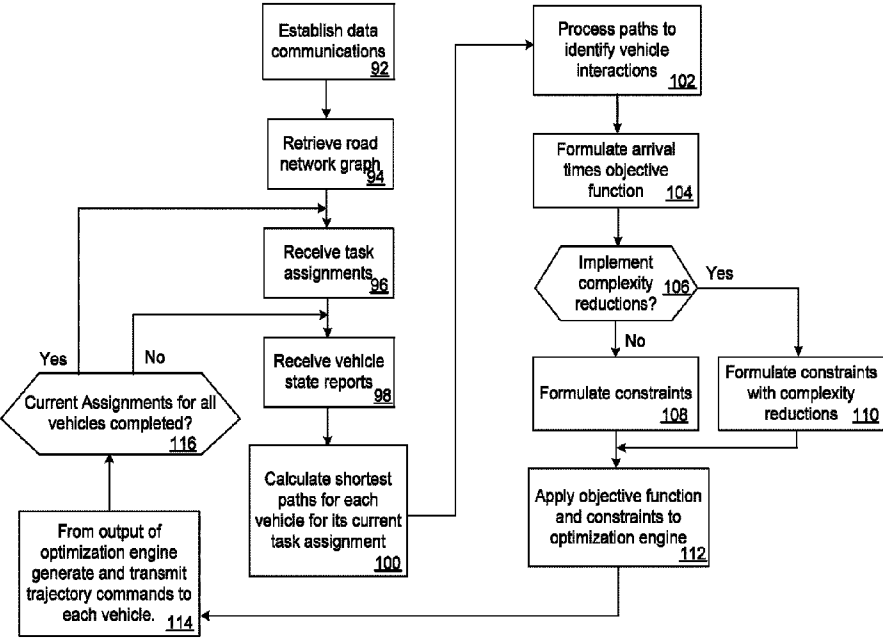 Establish data
communications
92
Retrieve road
network graph
94
Receive task
assignments
96
Yes
No
Receive vehicle
state reports
98
Current Assignments for all
vehicles completed?
116
Calculate shortest
paths for each
vehicle for its current
task assignment
100
From output of
optimization engine
generate and transmit
trajectory commands to
each vehicle.
114
Process paths to
identify vehicle
interactions
102
Formulate arrival
times objective
function
104
Implement
complexity
reductions?
106
Yes
No
Formulate constraints
108
Formulate constraints
with complexity
reductions
110
Apply objective function
and constraints to
optimization engine
112